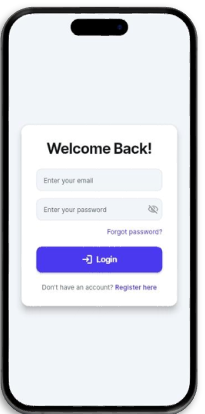 Welcome Back!
Enter your email
Enter your password
Forgot password?
Login
Don't have an account? Register here